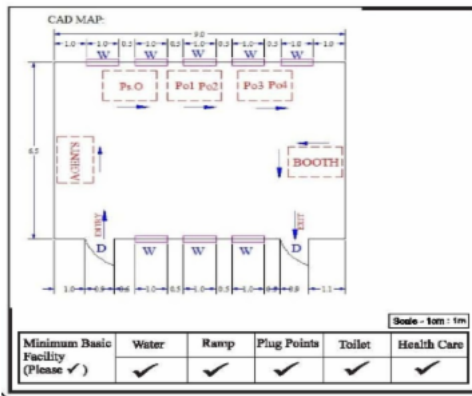 CAD MAP:
9.0
1.0 1.0 0.5 1.0 0.5 1.0 0.5 1.0 0.5 1.0 1.0
W W W W W
Ps.O Po1 Po2 Po3 Po4
6.5
AGENTS
BOOTH
ENTRY
EXIT
D W W W D
1.0 0.9 0.6 1.0 0.5 1.0 0.5 1.0 0.5 0.9 1.1
Scale - 1cm : 1m
Minimum Basic Facility (Please ✓) Water Ramp Plug Points Toilet Health Care
✓ ✓ ✓ ✓ ✓